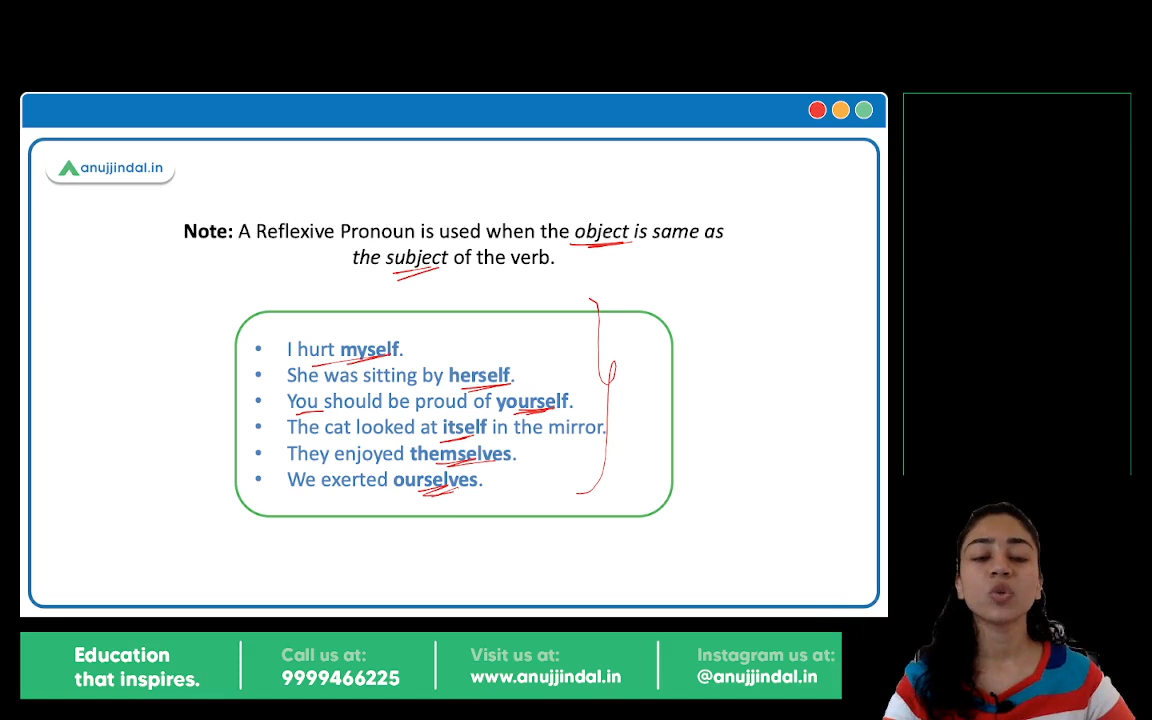 anujjindal.in
Note: A Reflexive Pronoun is used when the object is same as
the subject of the verb.
• I hurt myself.
• She was sitting by herself.
• You should be proud of yourself.
• The cat looked at itself in the mirror.
• They enjoyed themselves.
• We exerted ourselves.
Education
that inspires.
Call us at:
9999466225
Visit us at:
www.anujjindal.in
Instagram us at:
@anujjindal.in